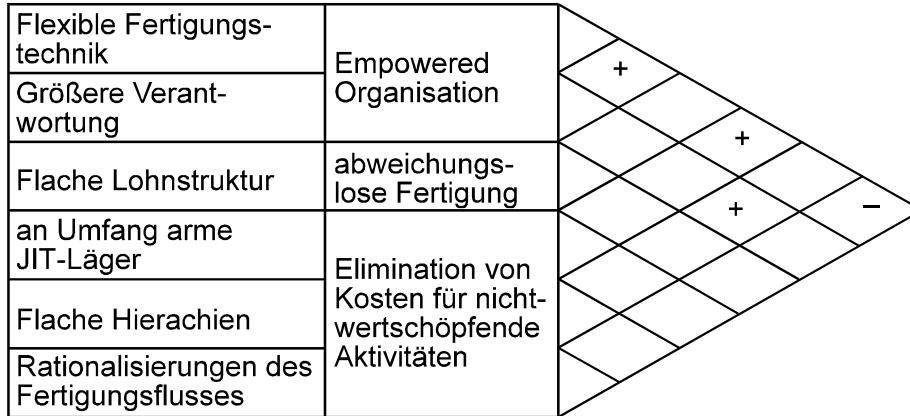 Flexible Fertigungs-
technik
Größere Verant-
wortung
Flache Lohnstruktur
an Umfang arme
JIT-Läger
Flache Hierachien
Rationalisierungen des
Fertigungsflusses
Empowered
Organisation
abweichungs-
lose Fertigung
Elimination von
Kosten für nicht-
wertschöpfende
Aktivitäten
+
+
+
–